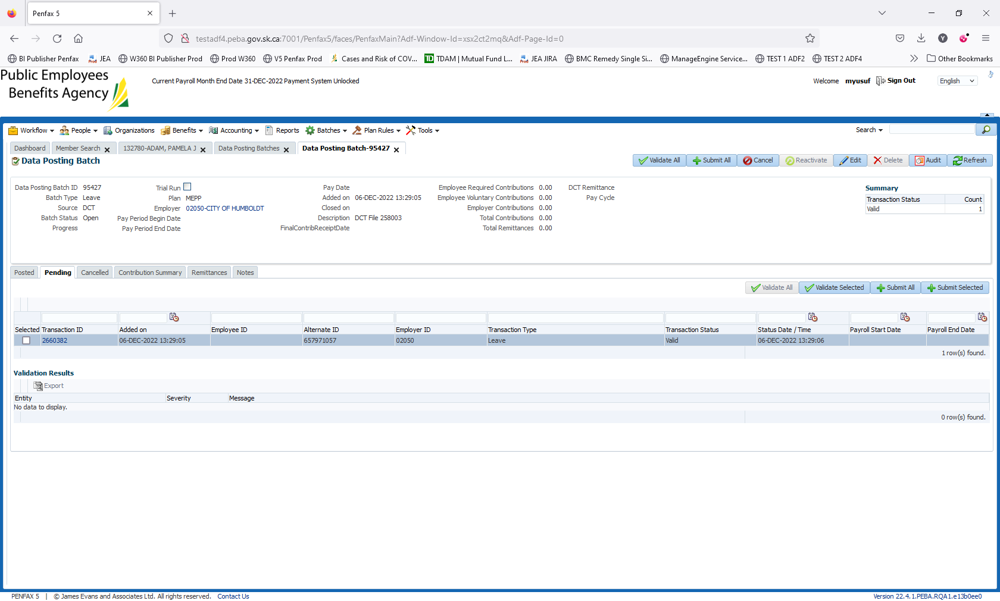 Penfax 5
testadf4.peba.gov.sk.ca:7001/Penfax5/faces/PenfaxMain?Adf-Window-Id=xsx2ct2mq&Adf-Page-Id=0
BI Publisher Penfax JEA W360 BI Publisher Prod Prod W360 V5 Penfax Prod Cases and Risk of COV... TDAM | Mutual Fund L... JEA JIRA BMC Remedy Single Si... ManageEngine Service... TEST 1 ADF2 TEST 2 ADF4 Other Bookmarks
Public Employees
Benefits Agency
Current Payroll Month End Date 31-DEC-2022 Payment System Unlocked
Welcome myusuf Sign Out English
Workflow People Organizations Benefits Accounting Reports Batches Plan Rules Tools Search
Dashboard Member Search 132780-ADAM, PAMELA J Data Posting Batches Data Posting Batch-95427
Data Posting Batch
Validate All Submit All Cancel Reactivate Edit Delete Audit Refresh
Data Posting Batch ID 95427
Batch Type Leave
Source DCT
Batch Status Open
Progress
Trial Run
Plan MEPP
Employer 02050-CITY OF HUMBOLDT
Pay Period Begin Date
Pay Period End Date
Pay Date
Added on 06-DEC-2022 13:29:05
Closed on
Description DCT File 258003
FinalContribReceiptDate
Employee Required Contributions 0.00
Employee Voluntary Contributions 0.00
Employer Contributions 0.00
Total Contributions 0.00
Total Remittances 0.00
DCT Remittance
Pay Cycle
Summary
Transaction Status Count
Valid 1
Posted Pending Cancelled Contribution Summary Remittances Notes
Validate All Validate Selected Submit All Submit Selected
Selected Transaction ID Added on Employee ID Alternate ID Employer ID Transaction Type Transaction Status Status Date / Time Payroll Start Date Payroll End Date
2660382 06-DEC-2022 13:29:05 657971057 02050 Leave Valid 06-DEC-2022 13:29:06
1 row(s) found.
Validation Results
Export
Entity Severity Message
No data to display.
0 row(s) found.
PENFAX 5 | © James Evans and Associates Ltd. All rights reserved. Contact Us
Version 22.4.1.PEBA.RQA1.e13b0ee0